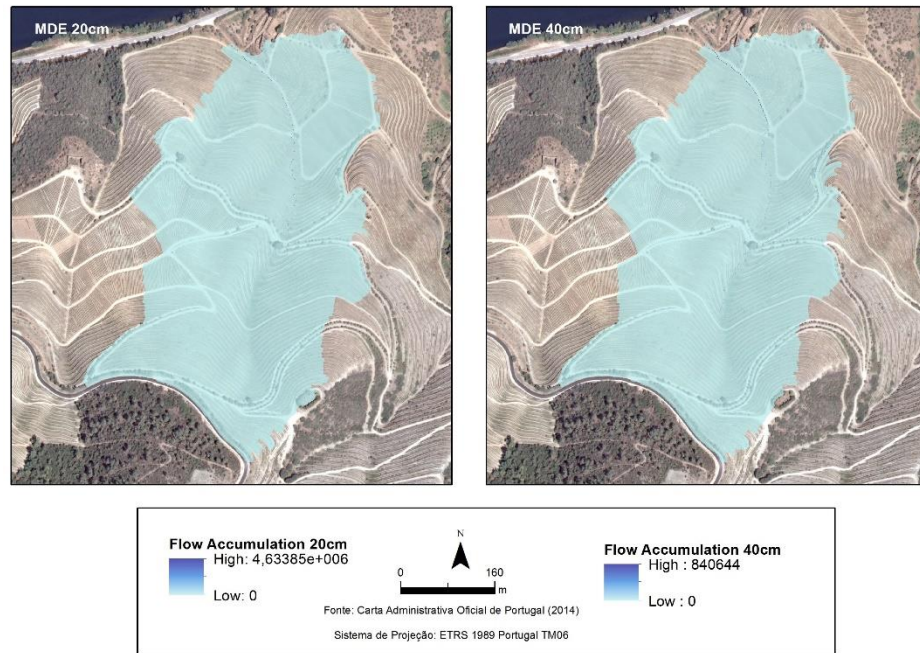 MDE 20cm
MDE 40cm
Flow Accumulation 20cm
High: 4,63385e+006
Low: 0
N
0 160
m
Flow Accumulation 40cm
High : 840644
Low : 0
Fonte: Carta Administrativa Oficial de Portugal (2014)
Sistema de Projeção: ETRS 1989 Portugal TM06